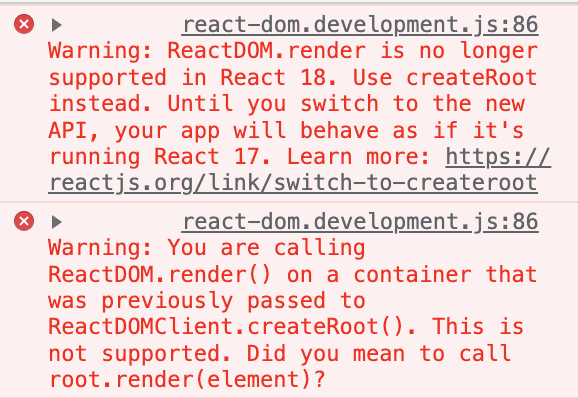 react-dom.development.js:86
Warning: ReactDOM.render is no longer
supported in React 18. Use createRoot
instead. Until you switch to the new
API, your app will behave as if it's
running React 17. Learn more: https://
reactjs.org/link/switch-to-createroot
react-dom.development.js:86
Warning: You are calling
ReactDOM.render() on a container that
was previously passed to
ReactDOMClient.createRoot(). This is
not supported. Did you mean to call
root.render(element)?